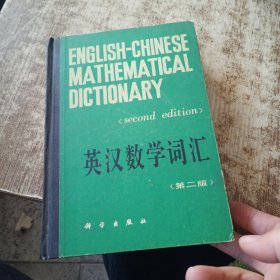 ENGLISH-CHINESE
MATHEMATICAL
DICTIONARY
<second edition>
英汉数学词汇
<第二版>
科学出版社